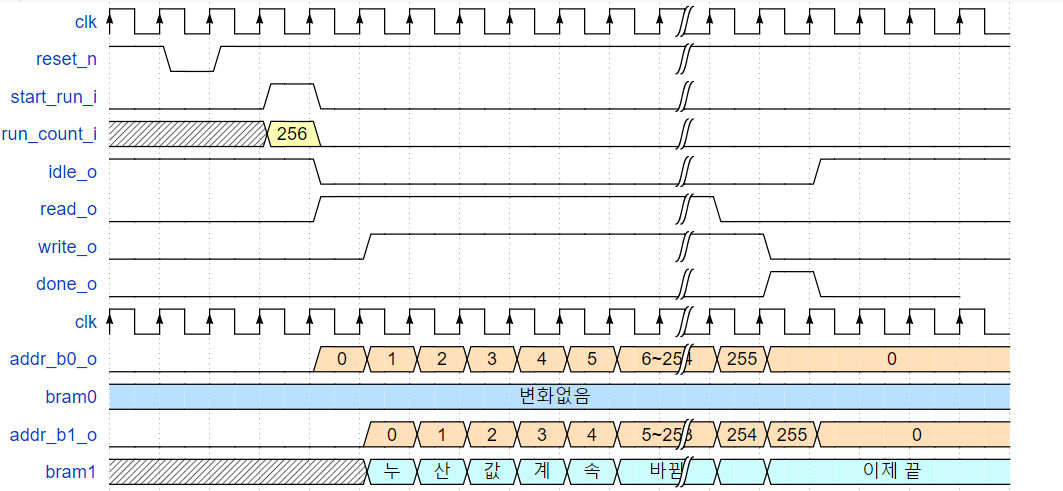 clk
reset_n
start_run_i
run_count_i 256
idle_o
read_o
write_o
done_o
clk
addr_b0_o 0 1 2 3 4 5 6~254 255 0
bram0 변화없음
addr_b1_o 0 1 2 3 4 5~253 254 255 0
bram1 누 산 값 계 속 바뀜 이제 끝